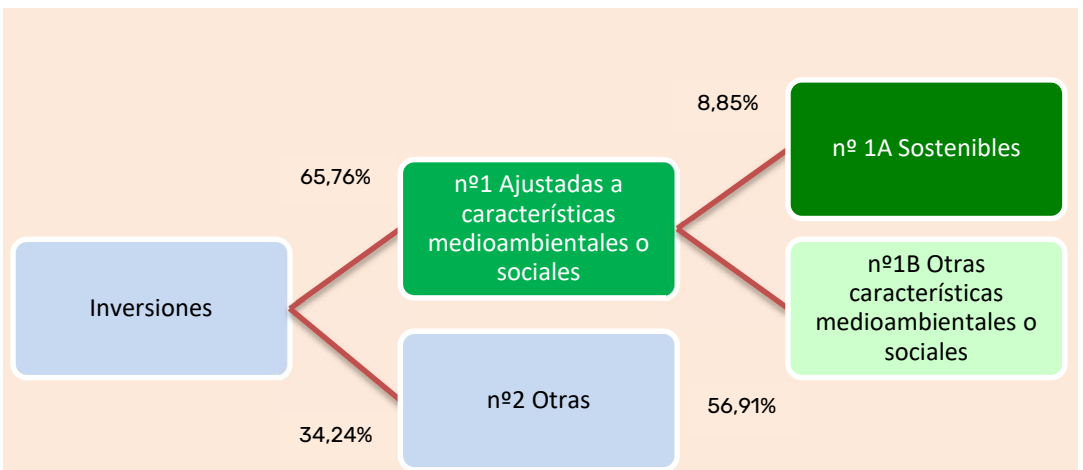 8,85%
nº 1A Sostenibles
65,76%
nº1 Ajustadas a
características
medioambientales o
sociales
nº1B Otras
características
medioambientales o
sociales
Inversiones
nº2 Otras
56,91%
34,24%